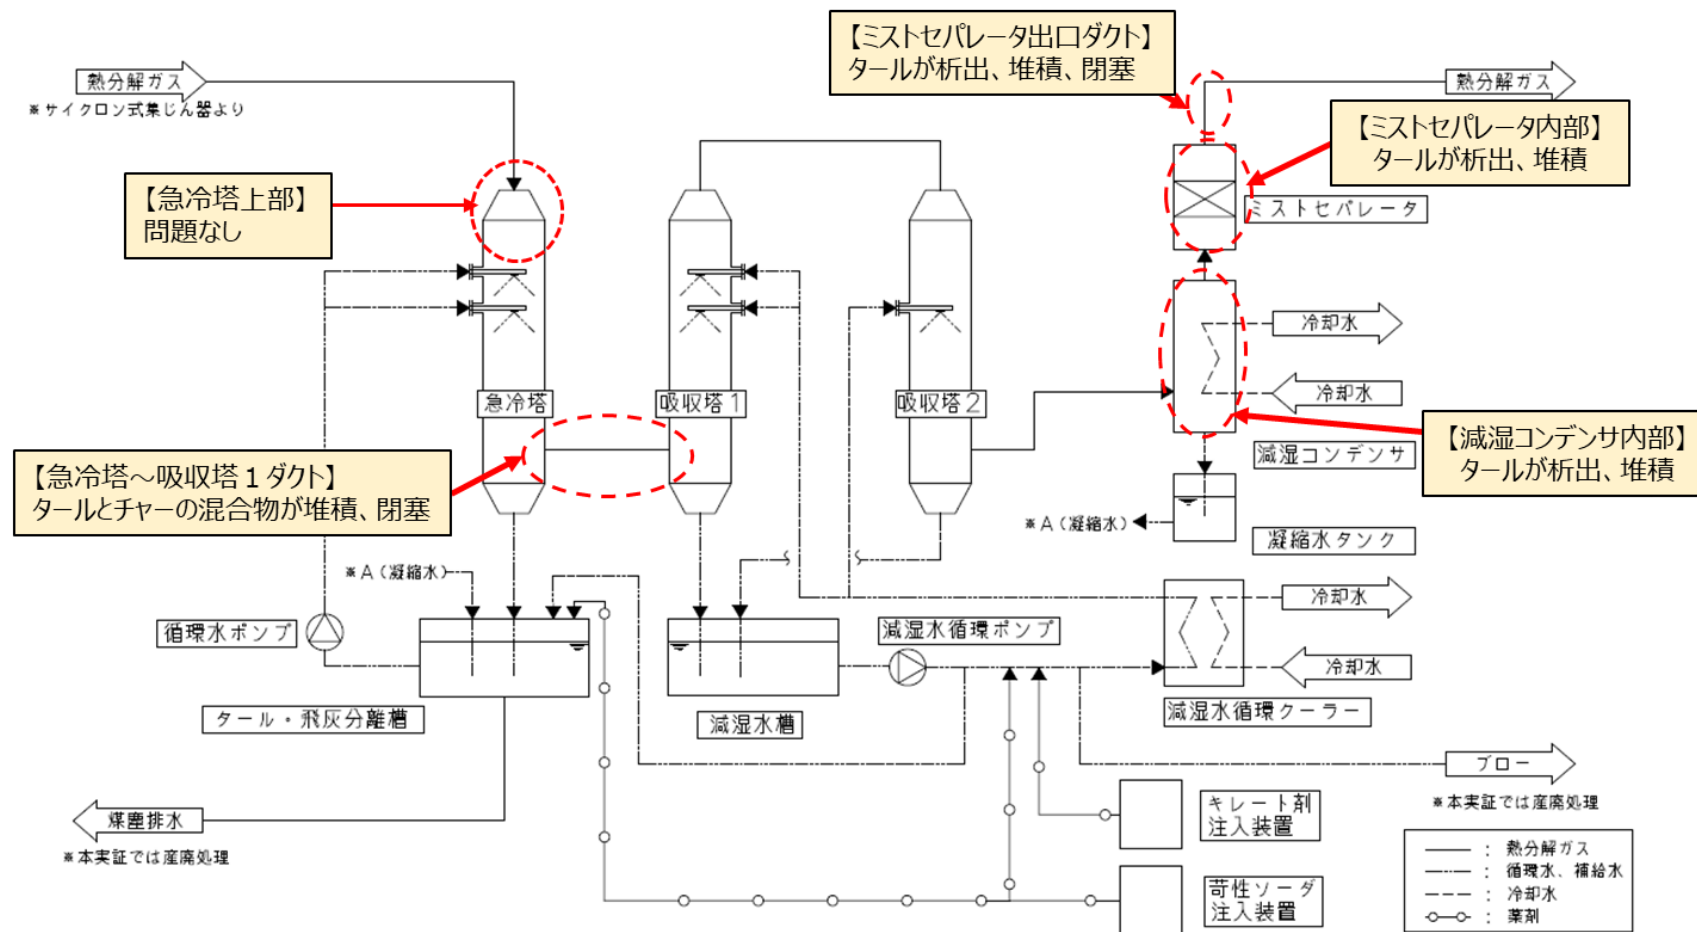 【ミストセパレータ出口ダクト】
タールが析出、堆積、閉塞
熱分解ガス
※サイクロン式集じん器より
熱分解ガス
【ミストセパレータ内部】
タールが析出、堆積
【急冷塔上部】
問題なし
ミストセパレータ
冷却水
冷却水
急冷塔
吸収塔1
吸収塔2
【減湿コンデンサ内部】
タールが析出、堆積
減湿コンデンサ
【急冷塔～吸収塔1ダクト】
タールとチャーの混合物が堆積、閉塞
※A(凝縮水)
凝縮水タンク
※A(凝縮水)
循環水ポンプ
減湿水循環ポンプ
冷却水
冷却水
タール・飛灰分離槽
減湿水槽
減湿水循環クーラー
ブロー
※本実証では産廃処理
煤塵排水
※本実証では産廃処理
キレート剤
注入装置
苛性ソーダ
注入装置
: 熱分解ガス
: 循環水、補給水
: 冷却水
: 薬剤